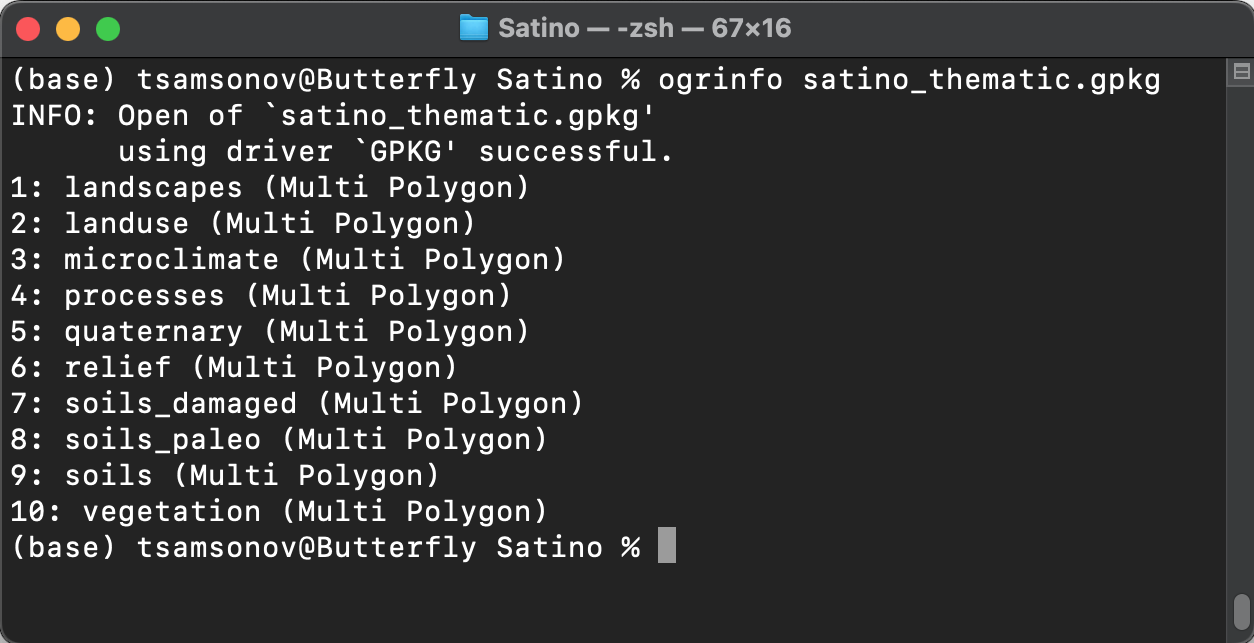 Satino — -zsh — 67×16
(base) tsamsonov@Butterfly Satino % ogrinfo satino_thematic.gpkg
INFO: Open of `satino_thematic.gpkg'
      using driver `GPKG' successful.
1: landscapes (Multi Polygon)
2: landuse (Multi Polygon)
3: microclimate (Multi Polygon)
4: processes (Multi Polygon)
5: quaternary (Multi Polygon)
6: relief (Multi Polygon)
7: soils_damaged (Multi Polygon)
8: soils_paleo (Multi Polygon)
9: soils (Multi Polygon)
10: vegetation (Multi Polygon)
(base) tsamsonov@Butterfly Satino %